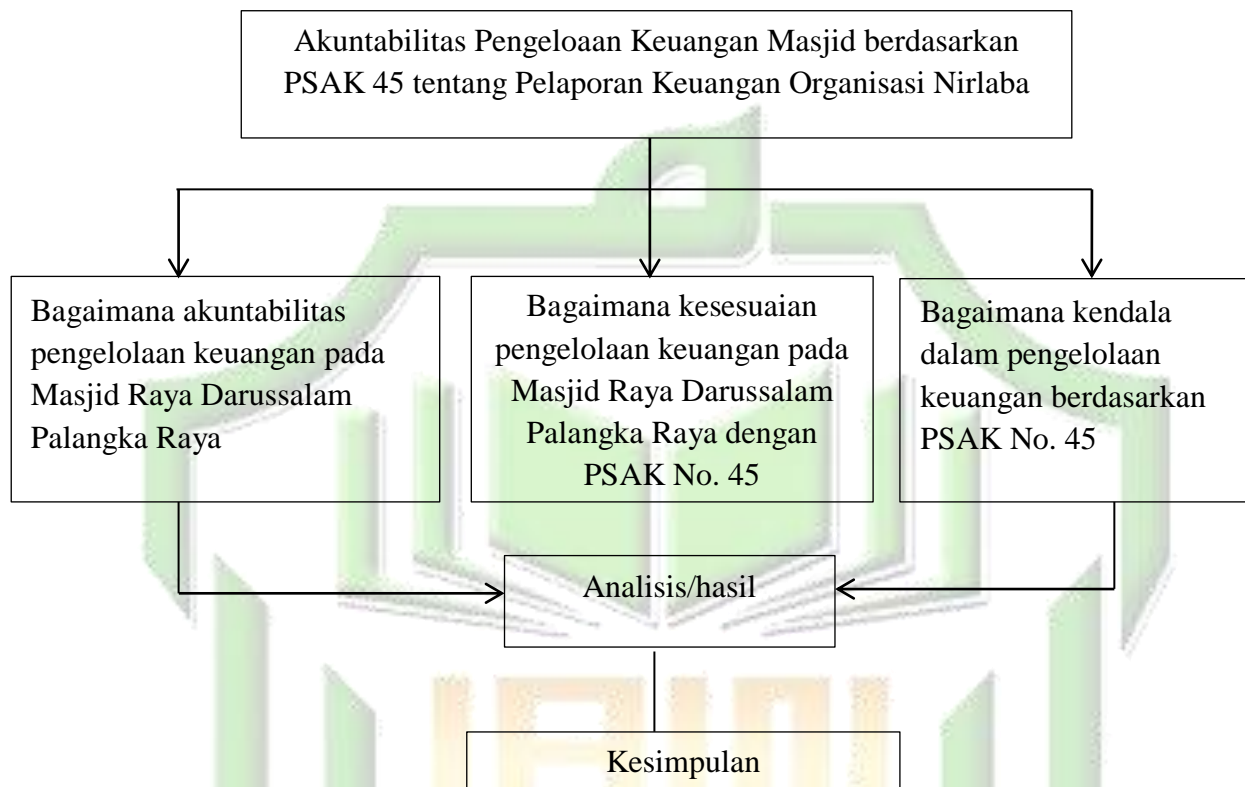 Akuntabilitas Pengeloaan Keuangan Masjid berdasarkan
PSAK 45 tentang Pelaporan Keuangan Organisasi Nirlaba
Bagaimana akuntabilitas
pengelolaan keuangan pada
Masjid Raya Darussalam
Palangka Raya
Bagaimana kesesuaian
pengelolaan keuangan pada
Masjid Raya Darussalam
Palangka Raya dengan
PSAK No. 45
Bagaimana kendala
dalam pengelolaan
keuangan berdasarkan
PSAK No. 45
Analisis/hasil
Kesimpulan